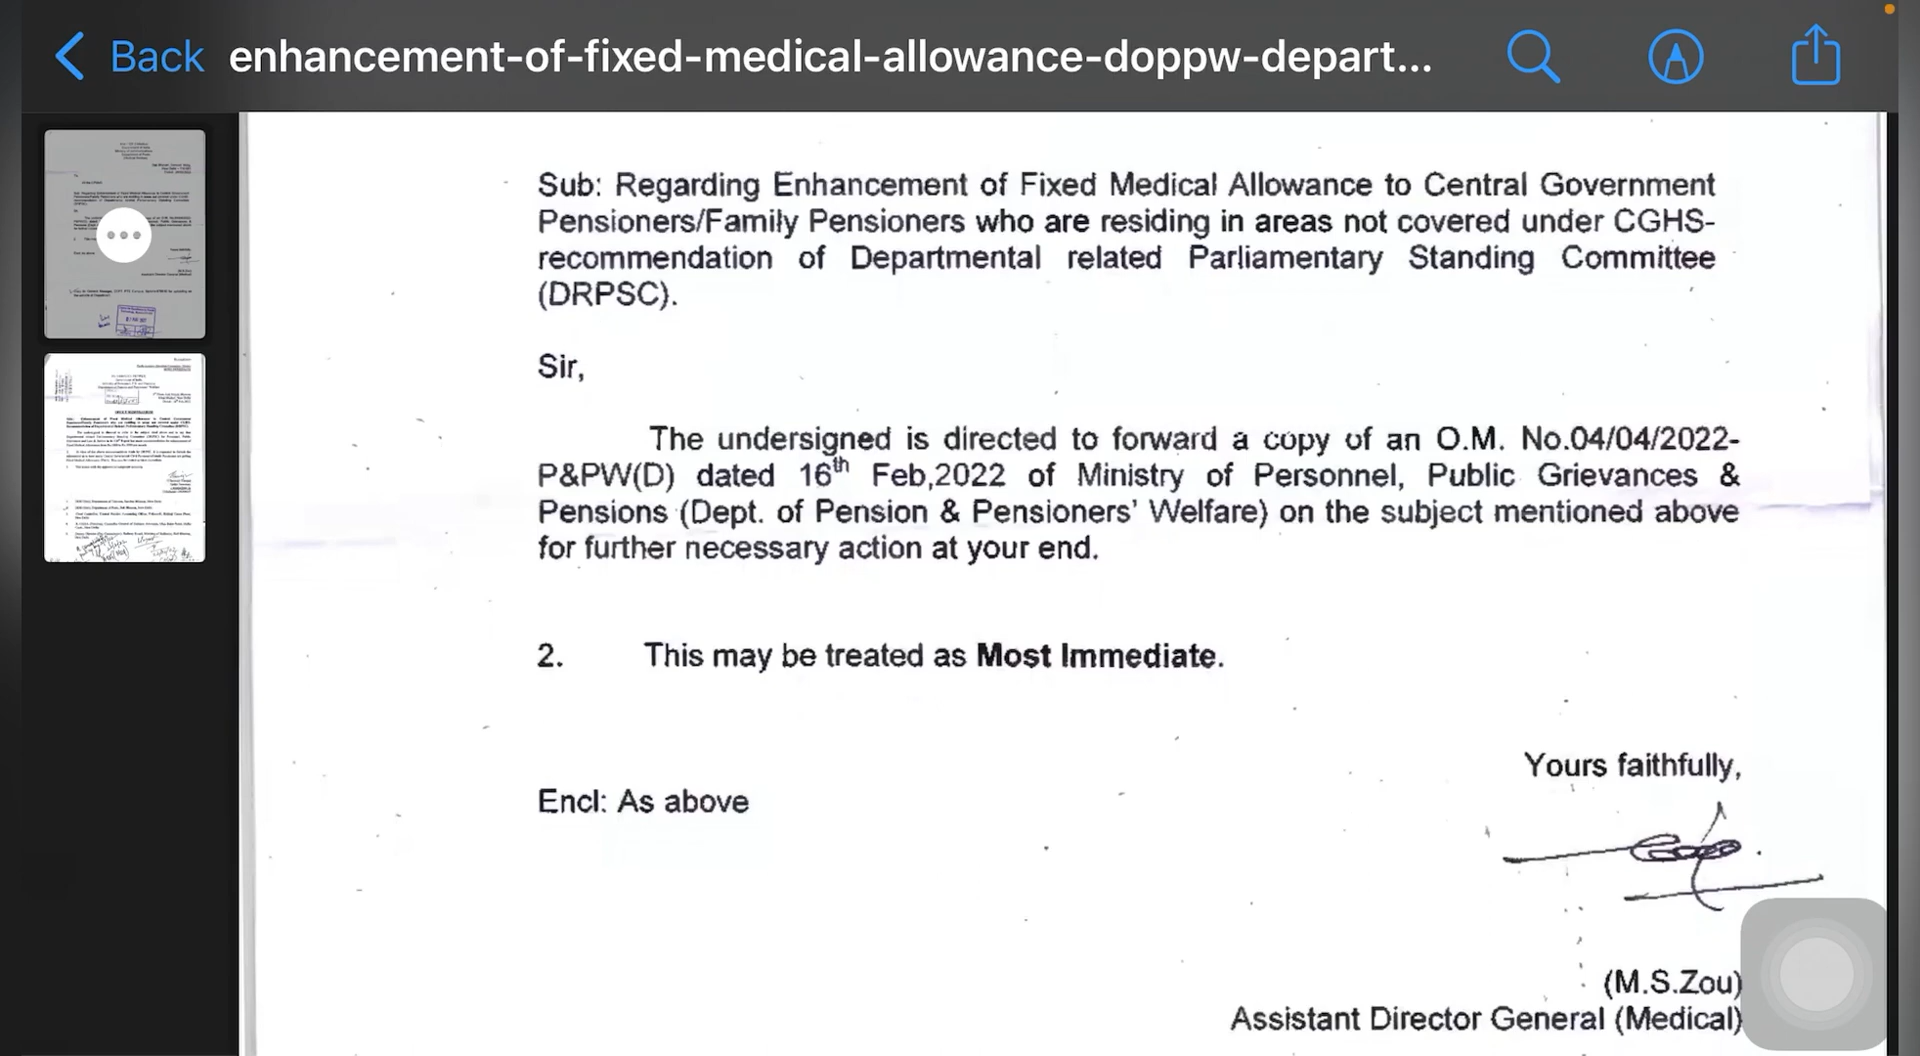 Back enhancement-of-fixed-medical-allowance-doppw-depart...
Sub: Regarding Enhancement of Fixed Medical Allowance to Central Government
Pensioners/Family Pensioners who are residing in areas not covered under CGHS-
recommendation of Departmental related Parliamentary Standing Committee
(DRPSC).
Sir,
The undersigned is directed to forward a copy of an O.M. No.04/04/2022-
P&PW(D) dated 16th Feb,2022 of Ministry of Personnel, Public Grievances &
Pensions (Dept. of Pension & Pensioners' Welfare) on the subject mentioned above
for further necessary action at your end.
2. This may be treated as Most Immediate.
Yours faithfully,
Encl: As above
(M.S.Zou)
Assistant Director General (Medical)